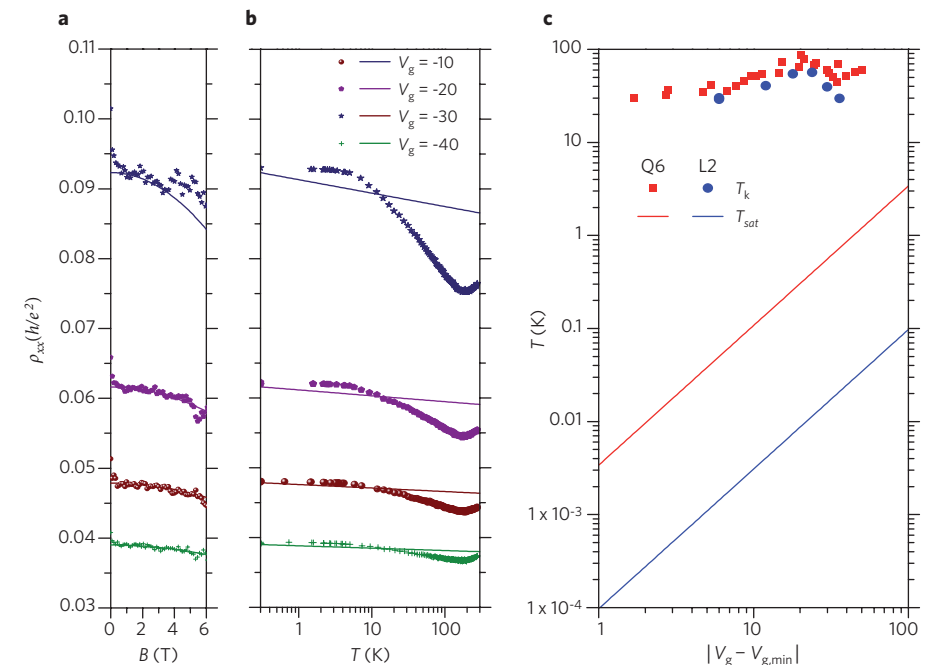 a
b
c
ρxx(h/e²)
0.11
0.10
0.09
0.08
0.07
0.06
0.05
0.04
0.03
0 2 4 6
B (T)
Vg = -10
Vg = -20
Vg = -30
Vg = -40
1 10 100
T (K)
T (K)
100
10
1
0.1
0.01
1 x 10⁻³
1 x 10⁻⁴
Q6 L2
Tk
Tsat
1 10 100
|Vg – Vg,min|